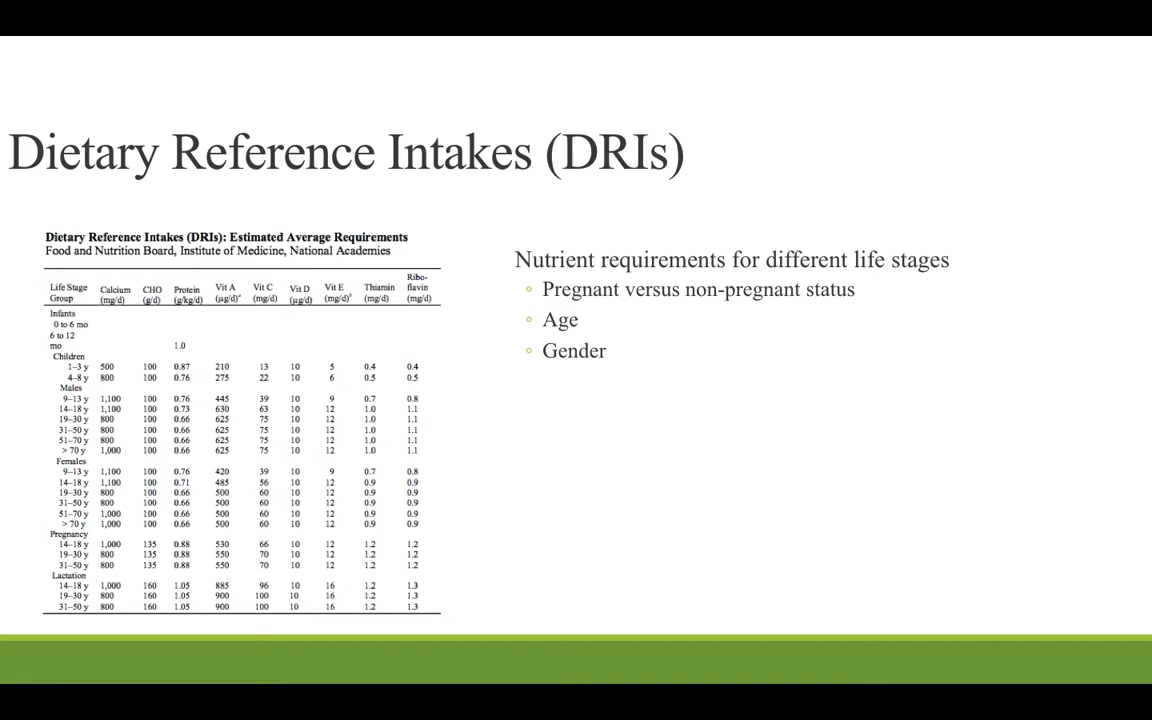 Dietary Reference Intakes (DRIs)
Dietary Reference Intakes (DRIs): Estimated Average Requirements
Food and Nutrition Board, Institute of Medicine, National Academies
Life Stage Group Calcium (mg/d) CHO (g/d) Protein (g/kg/d) Vit A (µg/d)a Vit C (mg/d) Vit D (µg/d) Vit E (mg/d)b Thiamin (mg/d) Ribo-flavin (mg/d)
Infants
0 to 6 mo
6 to 12
mo 1.0
Children
1–3 y 500 100 0.87 210 13 10 5 0.4 0.4
4–8 y 800 100 0.76 275 22 10 6 0.5 0.5
Males
9–13 y 1,100 100 0.76 445 39 10 9 0.7 0.8
14–18 y 1,100 100 0.73 630 63 10 12 1.0 1.1
19–30 y 800 100 0.66 625 75 10 12 1.0 1.1
31–50 y 800 100 0.66 625 75 10 12 1.0 1.1
51–70 y 800 100 0.66 625 75 10 12 1.0 1.1
> 70 y 1,000 100 0.66 625 75 10 12 1.0 1.1
Females
9–13 y 1,100 100 0.76 420 39 10 9 0.7 0.8
14–18 y 1,100 100 0.71 485 56 10 12 0.9 0.9
19–30 y 800 100 0.66 500 60 10 12 0.9 0.9
31–50 y 800 100 0.66 500 60 10 12 0.9 0.9
51–70 y 1,000 100 0.66 500 60 10 12 0.9 0.9
> 70 y 1,000 100 0.66 500 60 10 12 0.9 0.9
Pregnancy
14–18 y 1,000 135 0.88 530 66 10 12 1.2 1.2
19–30 y 800 135 0.88 550 70 10 12 1.2 1.2
31–50 y 800 135 0.88 550 70 10 12 1.2 1.2
Lactation
14–18 y 1,000 160 1.05 885 96 10 16 1.2 1.3
19–30 y 800 160 1.05 900 100 10 16 1.2 1.3
31–50 y 800 160 1.05 900 100 10 16 1.2 1.3
Nutrient requirements for different life stages
Pregnant versus non-pregnant status
Age
Gender